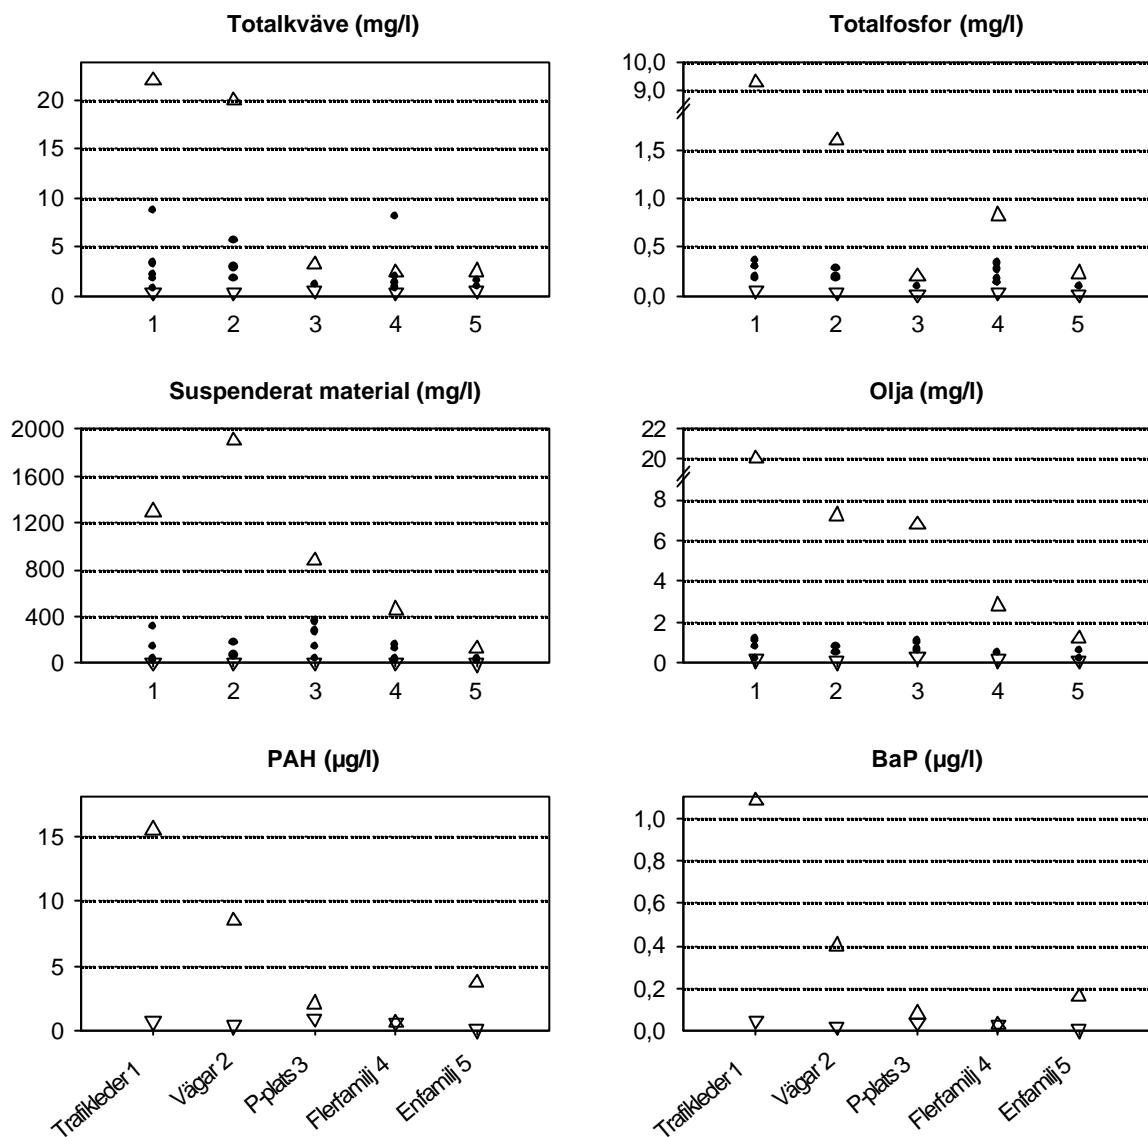 Totalkväve (mg/l)
20
15
10
5
0
1 2 3 4 5
Totalfosfor (mg/l)
10,0
9,0
1,5
1,0
0,5
0,0
1 2 3 4 5
Suspenderat material (mg/l)
2000
1600
1200
800
400
0
1 2 3 4 5
Olja (mg/l)
22
20
8
6
4
2
0
1 2 3 4 5
PAH (µg/l)
15
10
5
0
Trafikleder 1
Vägar 2
P-plats 3
Flerfamilj 4
Enfamilj 5
BaP (µg/l)
1,0
0,8
0,6
0,4
0,2
0,0
Trafikleder 1
Vägar 2
P-plats 3
Flerfamilj 4
Enfamilj 5